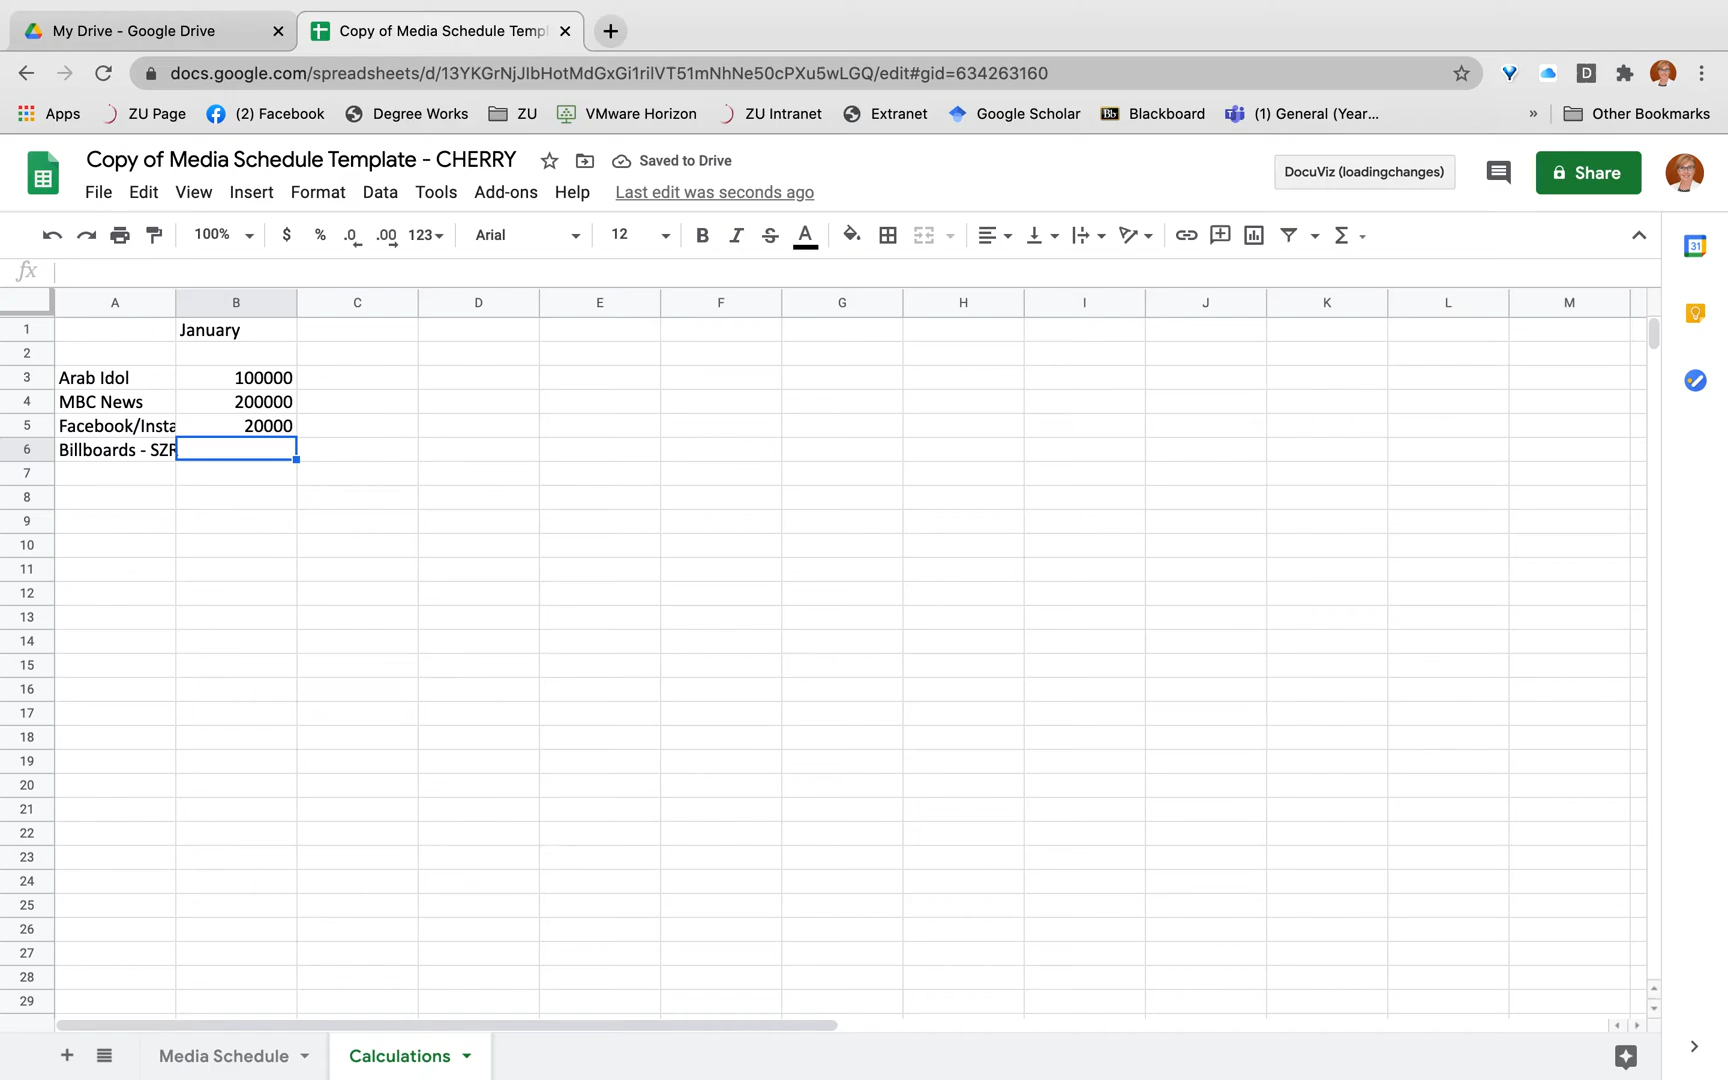 My Drive - Google Drive
Copy of Media Schedule Templ
docs.google.com/spreadsheets/d/13YKGrNjJIbHotMdGxGi1rilVT51mNhNe50cPXu5wLGQ/edit#gid=634263160
Apps ZU Page (2) Facebook Degree Works ZU VMware Horizon ZU Intranet Extranet Google Scholar Bb Blackboard (1) General (Year... » Other Bookmarks
Copy of Media Schedule Template - CHERRY Saved to Drive
DocuViz (loadingchanges) Share
File Edit View Insert Format Data Tools Add-ons Help Last edit was seconds ago
100% $ % .0 .00 123 Arial 12 B I S A Σ
31
fx
A B C D E F G H I J K L M
1 January
2
3 Arab Idol 100000
4 MBC News 200000
5 Facebook/Insta 20000
6 Billboards - SZR
7
8
9
10
11
12
13
14
15
16
17
18
19
20
21
22
23
24
25
26
27
28
29
+ Media Schedule Calculations